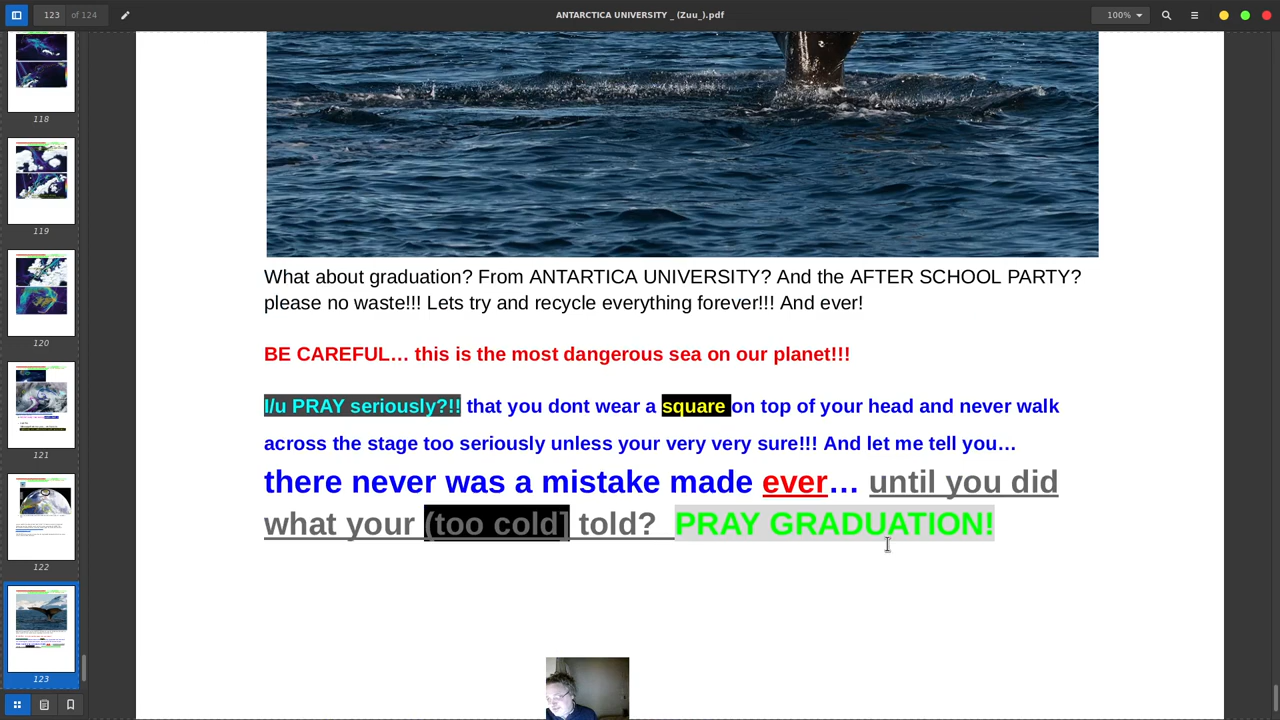 123 of 124
ANTARCTICA UNIVERSITY _ (Zuu_).pdf
100%
118
119
120
121
122
123
What about graduation? From ANTARTICA UNIVERSITY? And the AFTER SCHOOL PARTY?
please no waste!!! Lets try and recycle everything forever!!! And ever!
BE CAREFUL… this is the most dangerous sea on our planet!!!
I/u PRAY seriously?!! that you dont wear a square on top of your head and never walk
across the stage too seriously unless your very very sure!!! And let me tell you…
there never was a mistake made ever… until you did
what your (too cold] told? PRAY GRADUATION!